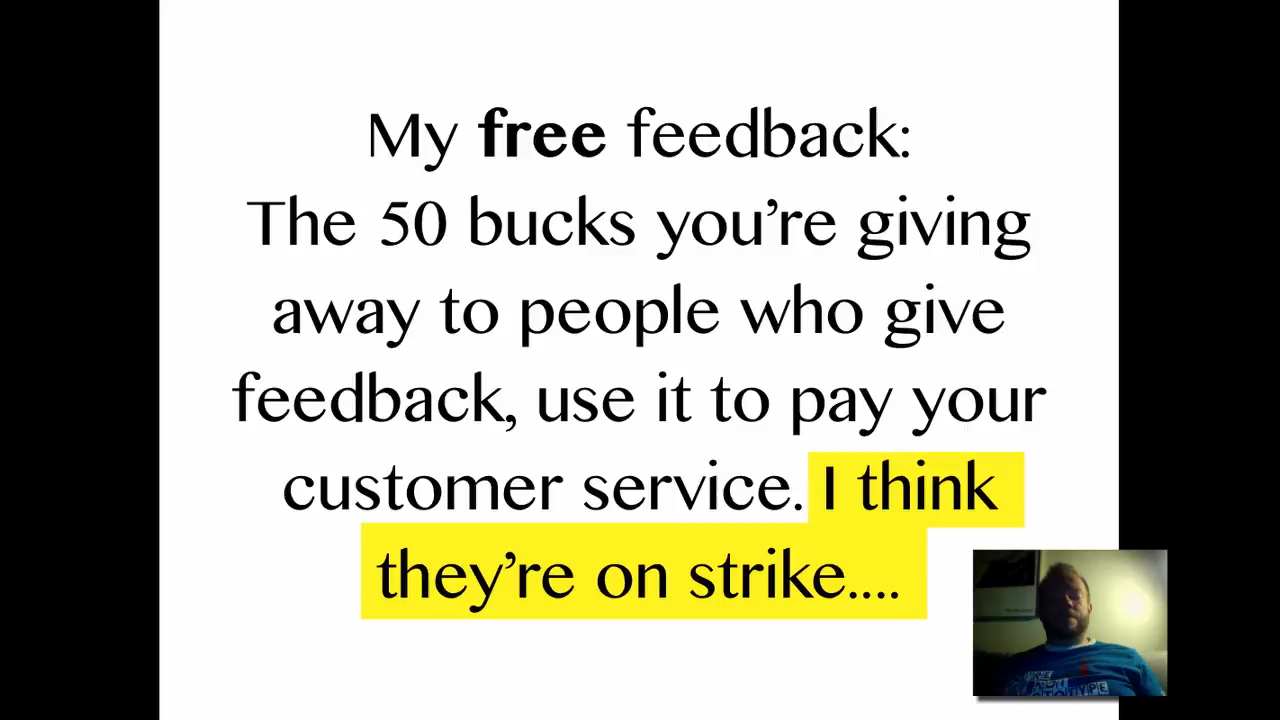 My free feedback:
The 50 bucks you’re giving
away to people who give
feedback, use it to pay your
customer service. I think
they’re on strike....